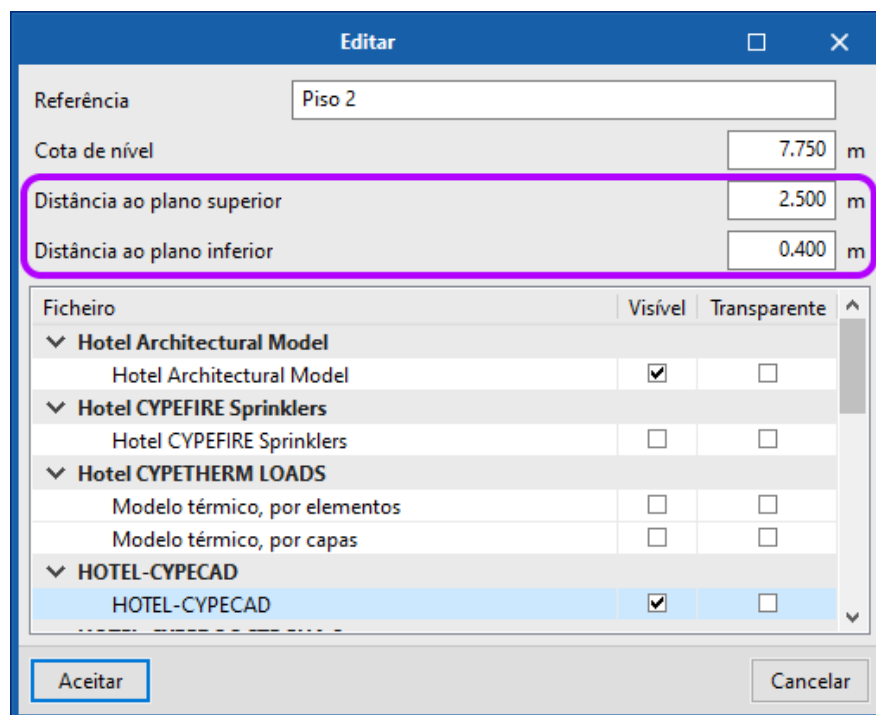 Editar
Referência Piso 2
Cota de nível 7.750 m
Distância ao plano superior 2.500 m
Distância ao plano inferior 0.400 m
Ficheiro Visível Transparente
Hotel Architectural Model
Hotel Architectural Model
Hotel CYPEFIRE Sprinklers
Hotel CYPEFIRE Sprinklers
Hotel CYPETHERM LOADS
Modelo térmico, por elementos
Modelo térmico, por capas
HOTEL-CYPECAD
HOTEL-CYPECAD
Aceitar Cancelar